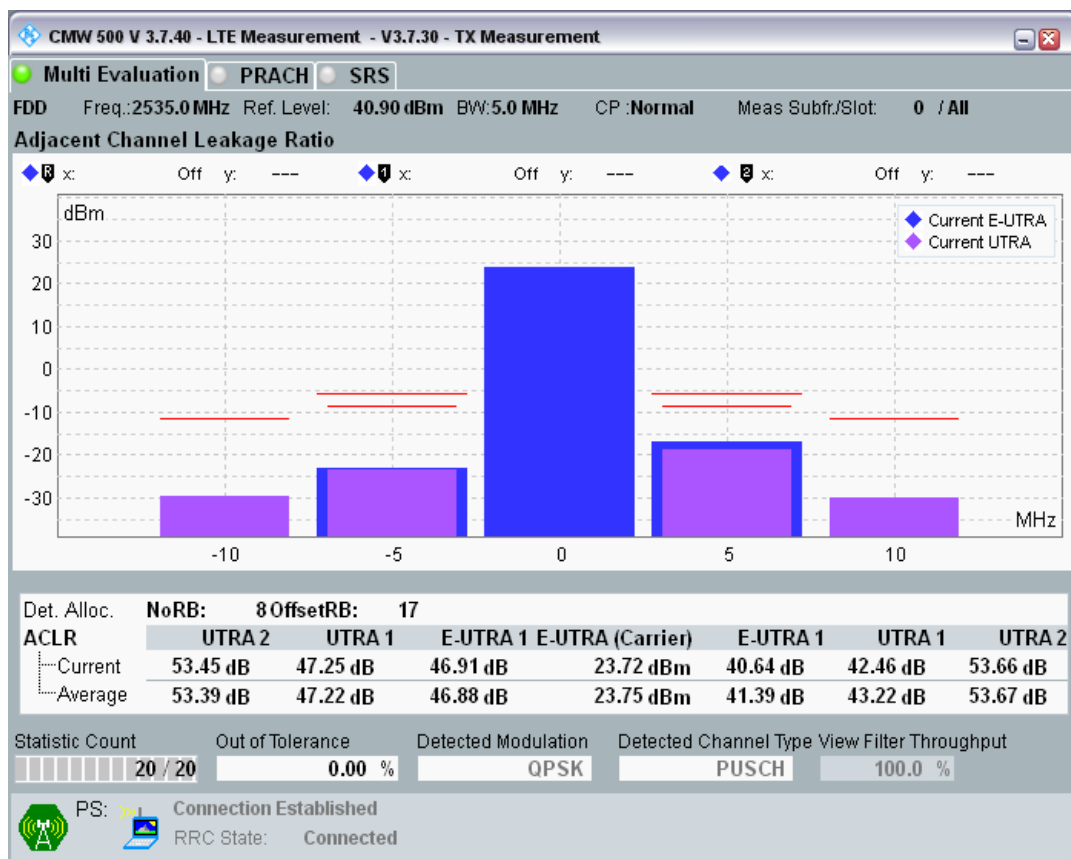 CMW 500 V 3.7.40 - LTE Measurement - V3.7.30 - TX Measurement
Multi Evaluation PRACH SRS
FDD Freq.:2535.0 MHz Ref. Level: 40.90 dBm BW:5.0 MHz CP :Normal Meas Subfr./Slot: 0 / All
Adjacent Channel Leakage Ratio
R x: Off y: --- 1 x: Off y: --- 2 x: Off y: ---
dBm
Current E-UTRA
Current UTRA
30
20
10
0
-10
-20
-30
MHz
-10 -5 0 5 10
Det. Alloc. NoRB: 8 OffsetRB: 17
ACLR UTRA 2 UTRA 1 E-UTRA 1 E-UTRA (Carrier) E-UTRA 1 UTRA 1 UTRA 2
Current 53.45 dB 47.25 dB 46.91 dB 23.72 dBm 40.64 dB 42.46 dB 53.66 dB
Average 53.39 dB 47.22 dB 46.88 dB 23.75 dBm 41.39 dB 43.22 dB 53.67 dB
Statistic Count Out of Tolerance Detected Modulation Detected Channel Type View Filter Throughput
20 / 20 0.00 % QPSK PUSCH 100.0 %
PS: Connection Established
RRC State: Connected